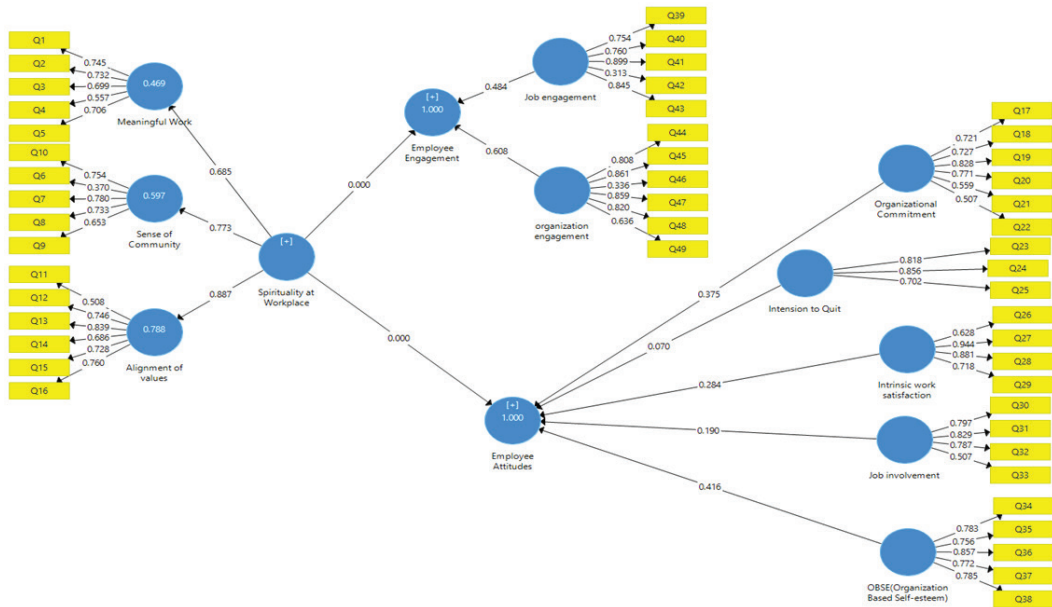 Q1
Q2
Q3
Q4
Q5
0.745
0.732
0.699
0.557
0.706
0.469
Meaningful Work
Q10
Q6
Q7
Q8
Q9
0.754
0.370
0.780
0.733
0.653
0.597
Sense of
Community
Q11
Q12
Q13
Q14
Q15
Q16
0.508
0.746
0.839
0.686
0.728
0.760
0.788
Alignment of
values
0.685
0.773
0.887
[+]
Spirituality at
Workplace
0.000
0.000
[+]
1.000
Employee
Engagement
0.484
0.608
Job engagement
0.754
0.760
0.899
0.313
0.845
Q39
Q40
Q41
Q42
Q43
organization
engagement
0.808
0.861
0.336
0.859
0.820
0.636
Q44
Q45
Q46
Q47
Q48
Q49
[+]
1.000
Employee
Attitudes
0.375
0.070
0.284
0.190
0.416
Organizational
Commitment
0.721
0.727
0.828
0.771
0.559
0.507
Q17
Q18
Q19
Q20
Q21
Q22
Intension to Quit
0.818
0.856
0.702
Q23
Q24
Q25
Intrinsic work
satisfaction
0.628
0.944
0.881
0.718
Q26
Q27
Q28
Q29
Job involvement
0.797
0.829
0.787
0.507
Q30
Q31
Q32
Q33
OBSE(Organization
Based Self-esteem)
0.783
0.756
0.857
0.772
0.785
Q34
Q35
Q36
Q37
Q38